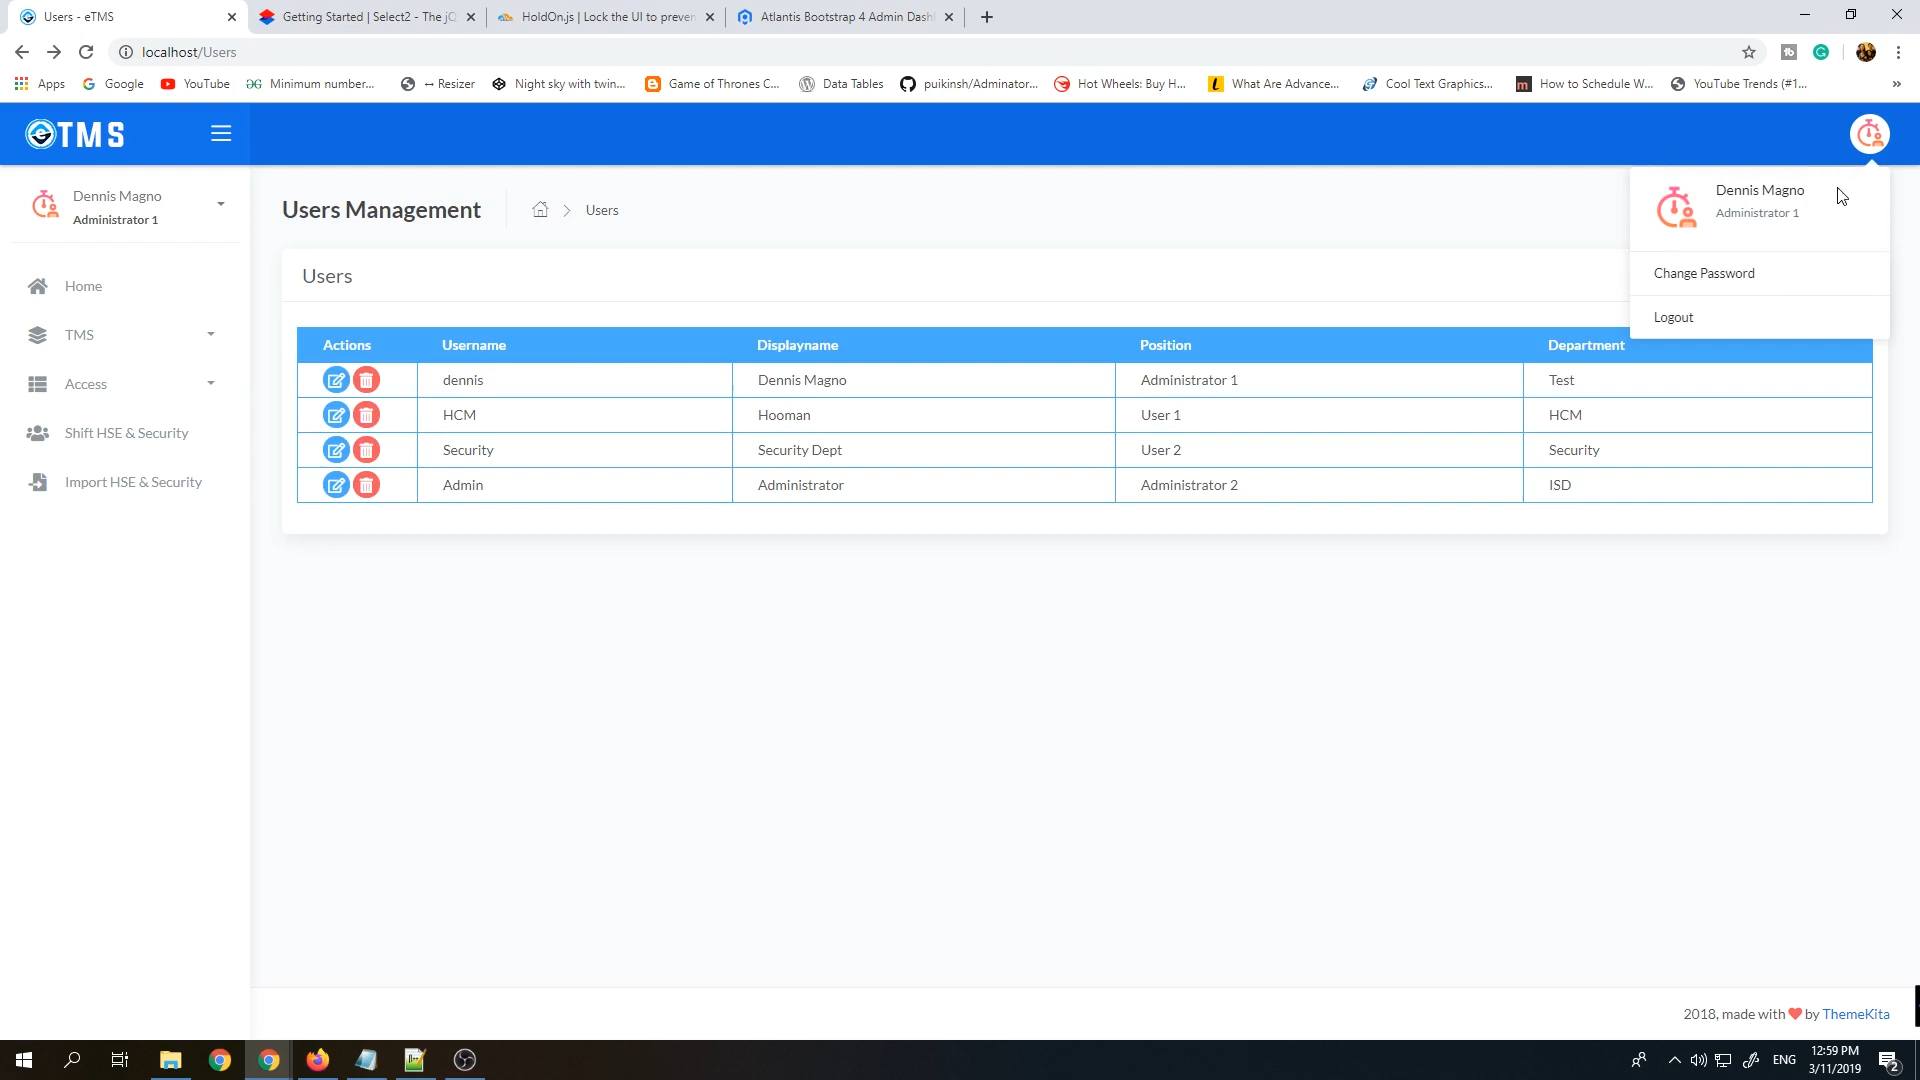 Users - eTMS
Getting Started | Select2 - The jQ
HoldOn.js | Lock the UI to preven
Atlantis Bootstrap 4 Admin Dashl
localhost/Users
Apps
Google
YouTube
Minimum number...
↔ Resizer
Night sky with twin...
Game of Thrones C...
Data Tables
puikinsh/Adminator...
Hot Wheels: Buy H...
What Are Advance...
Cool Text Graphics...
How to Schedule W...
YouTube Trends (#1...
»
eTMS
Dennis Magno
Administrator 1
Home
TMS
Access
Shift HSE & Security
Import HSE & Security
Users Management
Users
Dennis Magno
Administrator 1
Change Password
Logout
Users
Actions Username Displayname Position Department
dennis Dennis Magno Administrator 1 Test
HCM Hooman User 1 HCM
Security Security Dept User 2 Security
Admin Administrator Administrator 2 ISD
2018, made with ❤ by ThemeKita
ENG
12:59 PM
3/11/2019
2